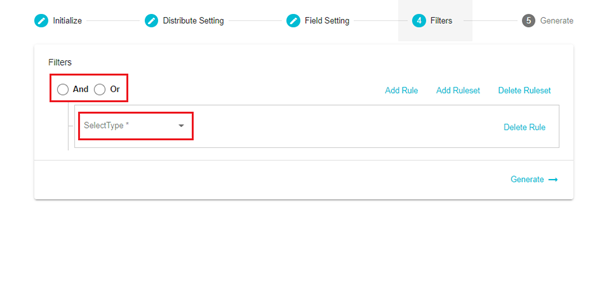 Initialize Distribute Setting Field Setting 4 Filters 5 Generate
Filters
And Or Add Rule Add Ruleset Delete Ruleset
SelectType * Delete Rule
Generate →